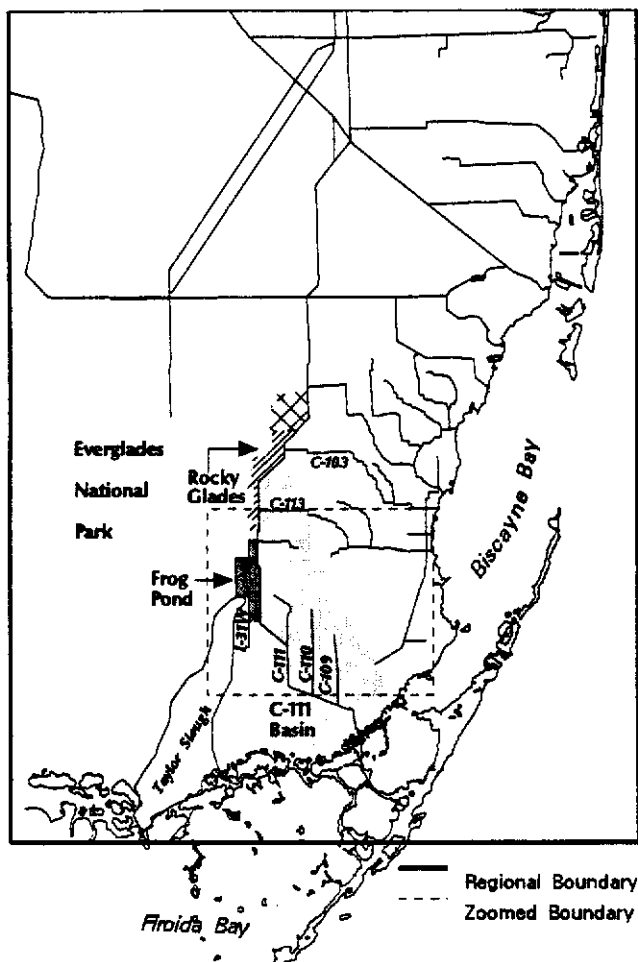 Everglades
National
Park
Rocky
Glades
C-103
C-113
Frog
Pond
C-111
C-110
C-109
C-111
Basin
Taylor Slough
Biscayne Bay
Firoida Bay
Regional Boundary
Zoomed Boundary